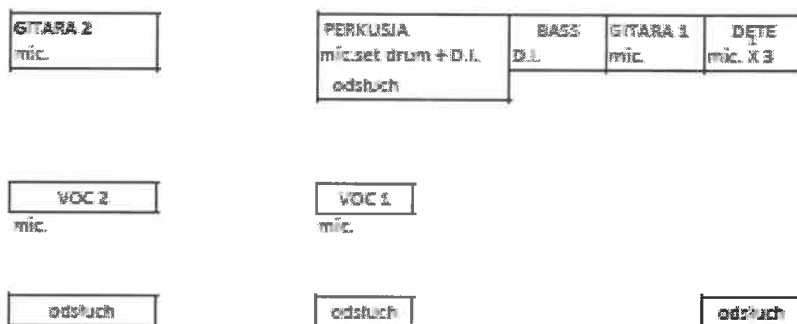 GITARA 2
mic.
PERKUSJA
mic.set drum + D.I.
odsłuch
BASS
D.I.
GITARA 1
mic.
DĘTE
mic. X 3
VOC 2
mic.
VOC 1
mic.
odsłuch
odsłuch
odsłuch